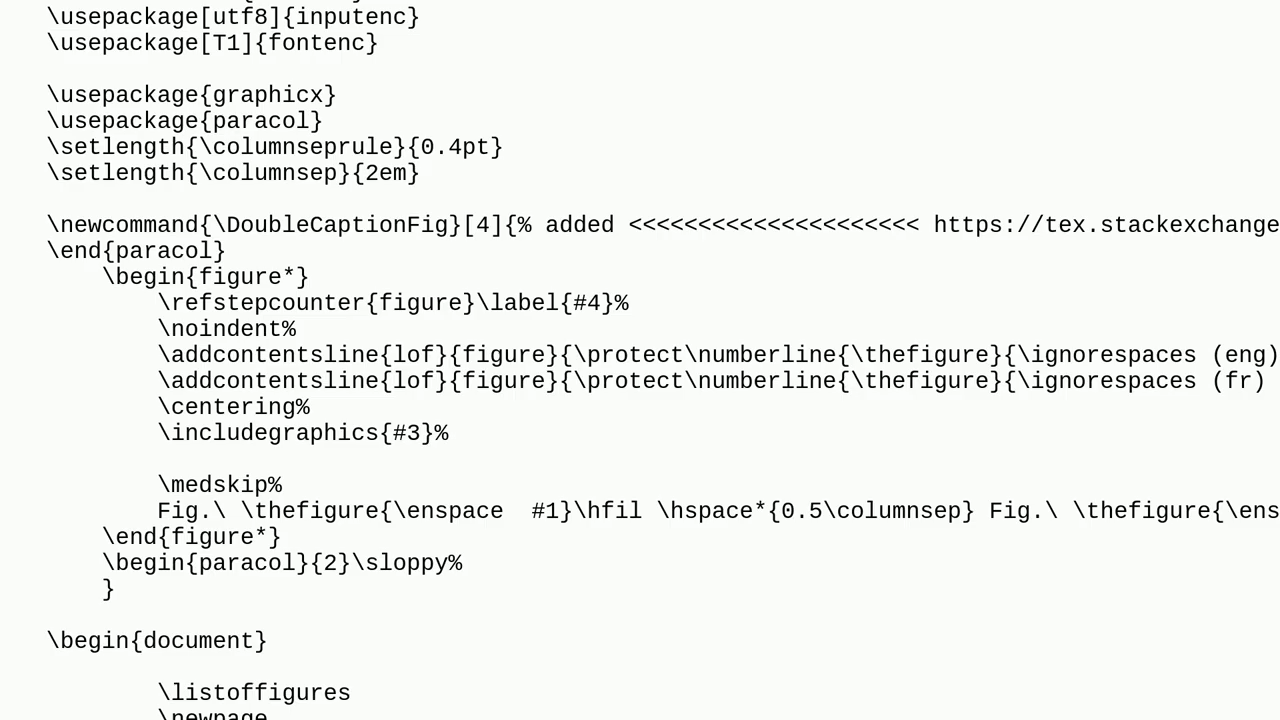 \usepackage[utf8]{inputenc}
\usepackage[T1]{fontenc}
\usepackage{graphicx}
\usepackage{paracol}
\setlength{\columnseprule}{0.4pt}
\setlength{\columnsep}{2em}
\newcommand{\DoubleCaptionFig}[4]{% added <<<<<<<<<<<<<<<<<<<<< https://tex.stackexchange
\end{paracol}
\begin{figure*}
\refstepcounter{figure}\label{#4}%
\noindent%
\addcontentsline{lof}{figure}{\protect\numberline{\thefigure}{\ignorespaces (eng)
\addcontentsline{lof}{figure}{\protect\numberline{\thefigure}{\ignorespaces (fr)
\centering%
\includegraphics{#3}%
\medskip%
Fig.\ \thefigure{\enspace  #1}\hfil \hspace*{0.5\columnsep} Fig.\ \thefigure{\ens
\end{figure*}
\begin{paracol}{2}\sloppy%
}
\begin{document}
\listoffigures
\newpage